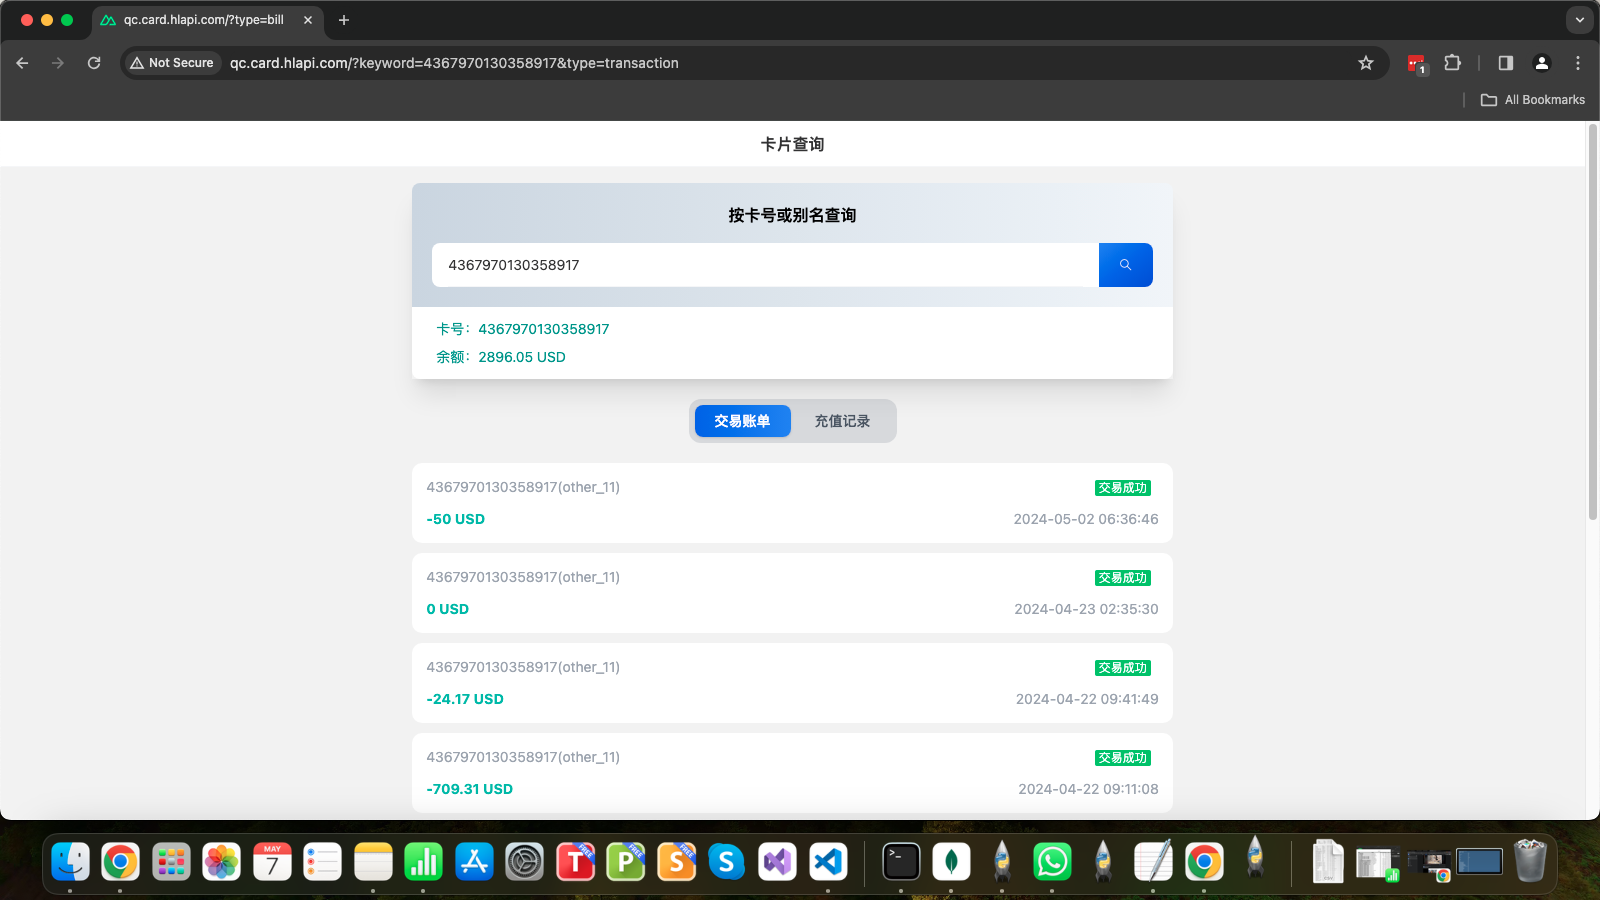 qc.card.hlapi.com/?type=bill
Not Secure
qc.card.hlapi.com/?keyword=4367970130358917&type=transaction
1
All Bookmarks
卡片查询
按卡号或别名查询
4367970130358917
卡号：4367970130358917
余额：2896.05 USD
交易账单
充值记录
4367970130358917(other_11)
交易成功
-50 USD
2024-05-02 06:36:46
4367970130358917(other_11)
交易成功
0 USD
2024-04-23 02:35:30
4367970130358917(other_11)
交易成功
-24.17 USD
2024-04-22 09:41:49
4367970130358917(other_11)
交易成功
-709.31 USD
2024-04-22 09:11:08
MAY
7
T FREE
P FREE
S FREE